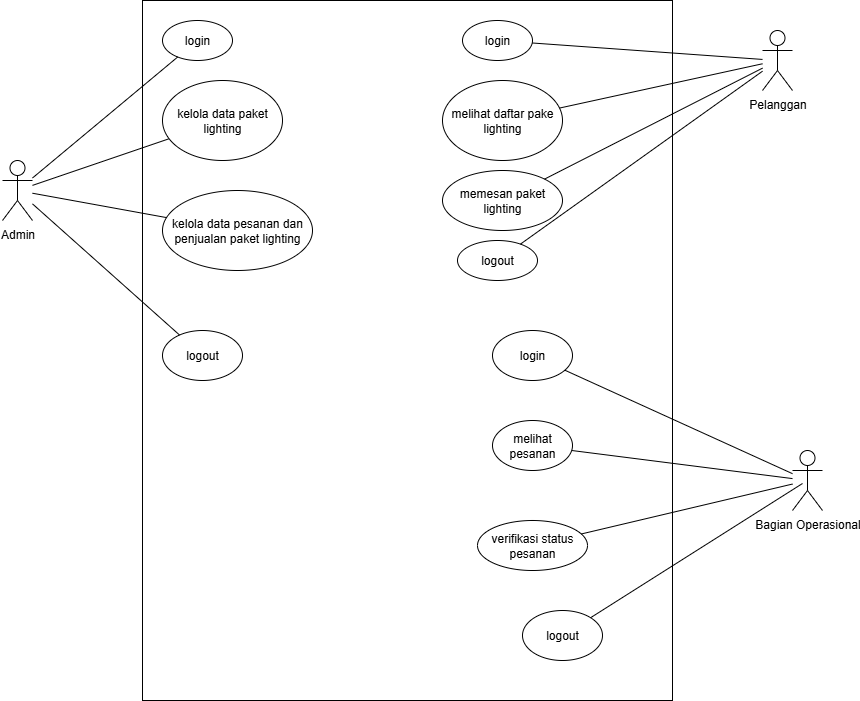 login
kelola data paket
lighting
kelola data pesanan dan
penjualan paket lighting
logout
Admin
login
melihat daftar pake
lighting
memesan paket
lighting
logout
Pelanggan
login
melihat
pesanan
verifikasi status
pesanan
logout
Bagian Operasional